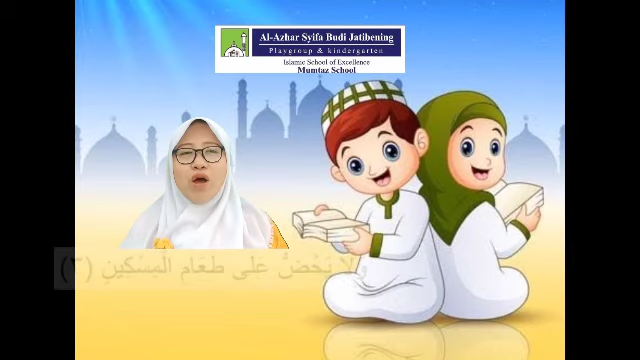 Al-Azhar Syifa Budi Jatibening
Playgroup & kindergarten
Islamic School of Excellence
Mumtaz School
لَا يَحُضُّ عَلَى طَعَامِ الْمِسْكِينِ (٣)